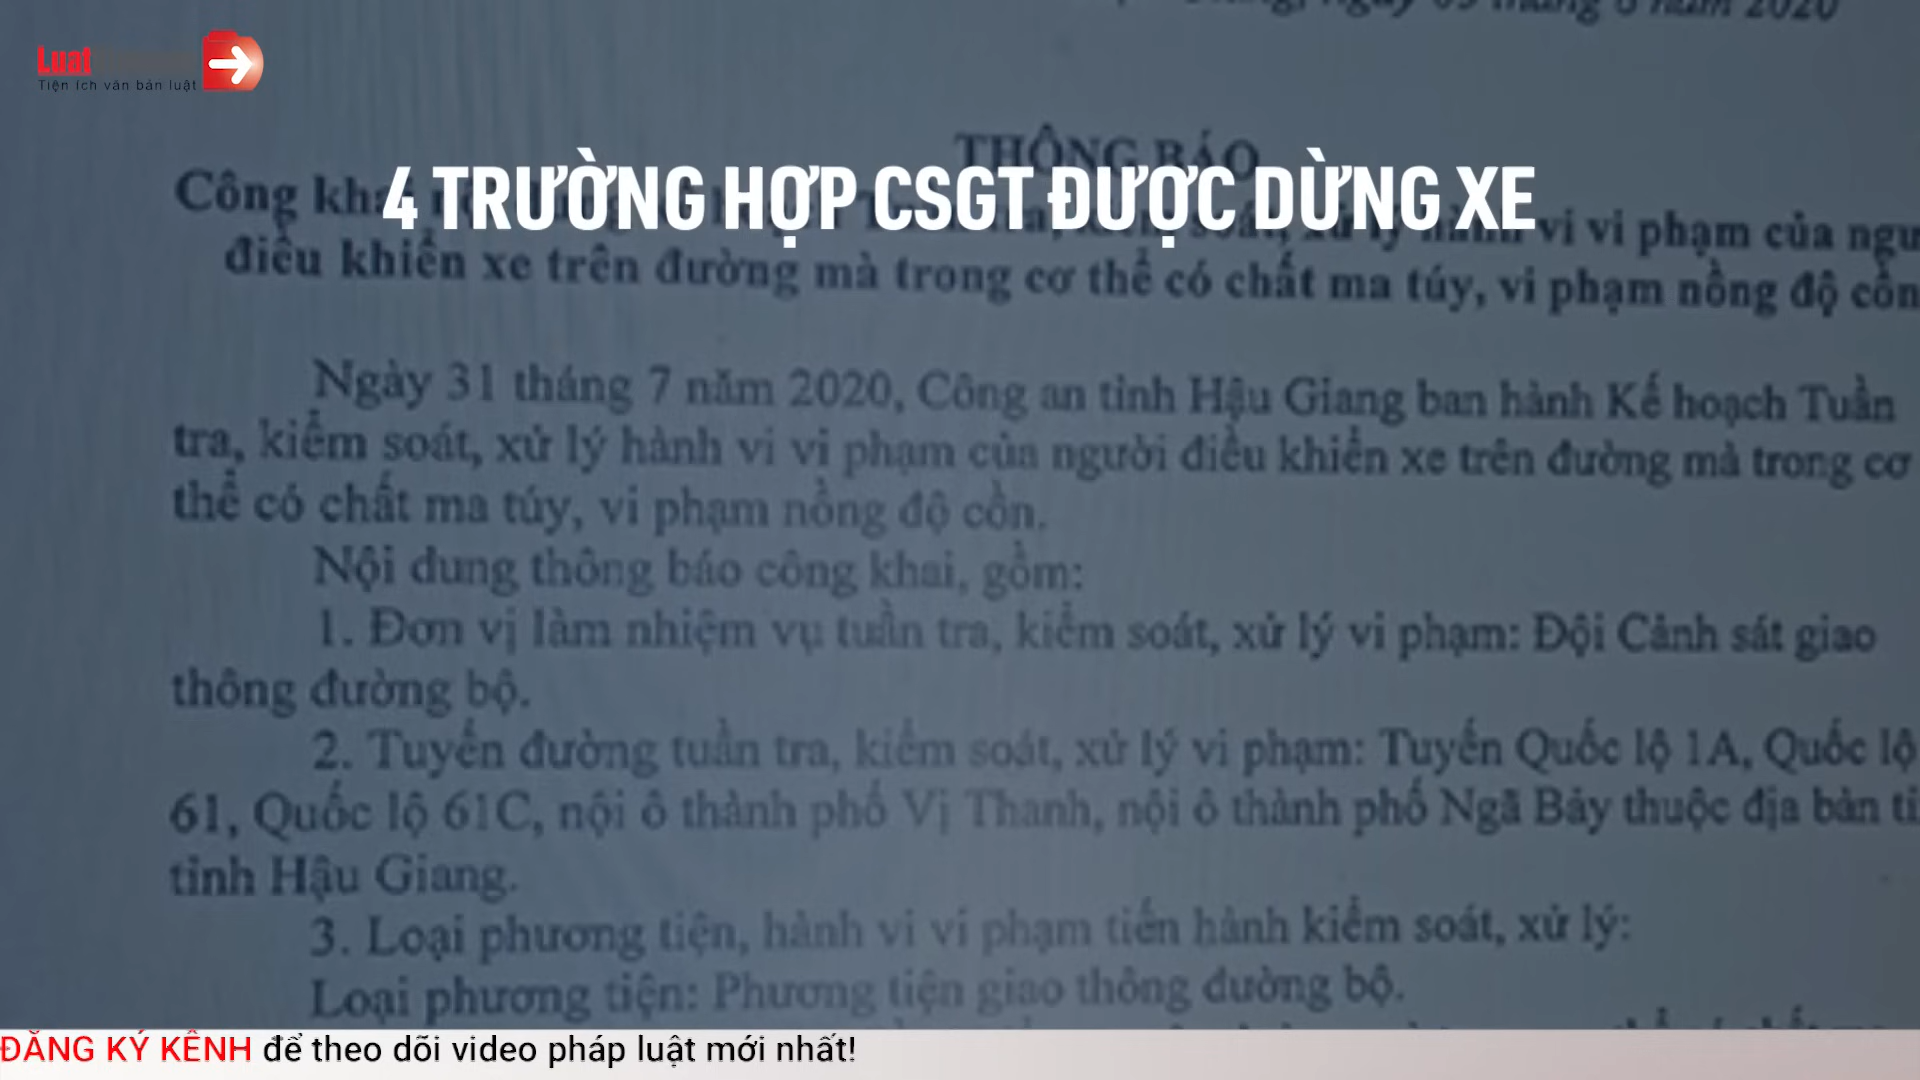 ngày 05 tháng 8 năm 2020
Luat
Tiện ích văn bản luật
THÔNG BÁO
4 TRƯỜNG HỢP CSGT ĐƯỢC DỪNG XE
Công vi vi phạm của
điều khiển xe trên đường mà trong cơ thể có chất ma túy, vi phạm nồng độ cồn
Ngày 31 tháng 7 năm 2020, Công an tỉnh Hậu Giang ban hành Kế hoạch Tuần
tra, kiểm soát, xử lý hành vi vi phạm của người điều khiển xe trên đường mà trong cơ
thể có chất ma túy, vi phạm nồng độ cồn.
Nội dung thông báo công khai, gồm:
1. Đơn vị làm nhiệm vụ tuần tra, kiểm soát, xử lý vi phạm: Đội Cảnh sát giao
thông đường bộ.
2. Tuyến đường tuần tra, kiểm soát, xử lý vi phạm: Tuyến Quốc lộ 1A, Quốc lộ
61, Quốc lộ 61C, nội ô thành phố Vị Thanh, nội ô thành phố Ngã Bảy thuộc địa bàn
tỉnh Hậu Giang.
3. Loại phương tiện, hành vi vi phạm tiến hành kiểm soát, xử lý:
Loại phương tiện: Phương tiện giao thông đường bộ.
ĐĂNG KÝ KÊNH để theo dõi video pháp luật mới nhất!